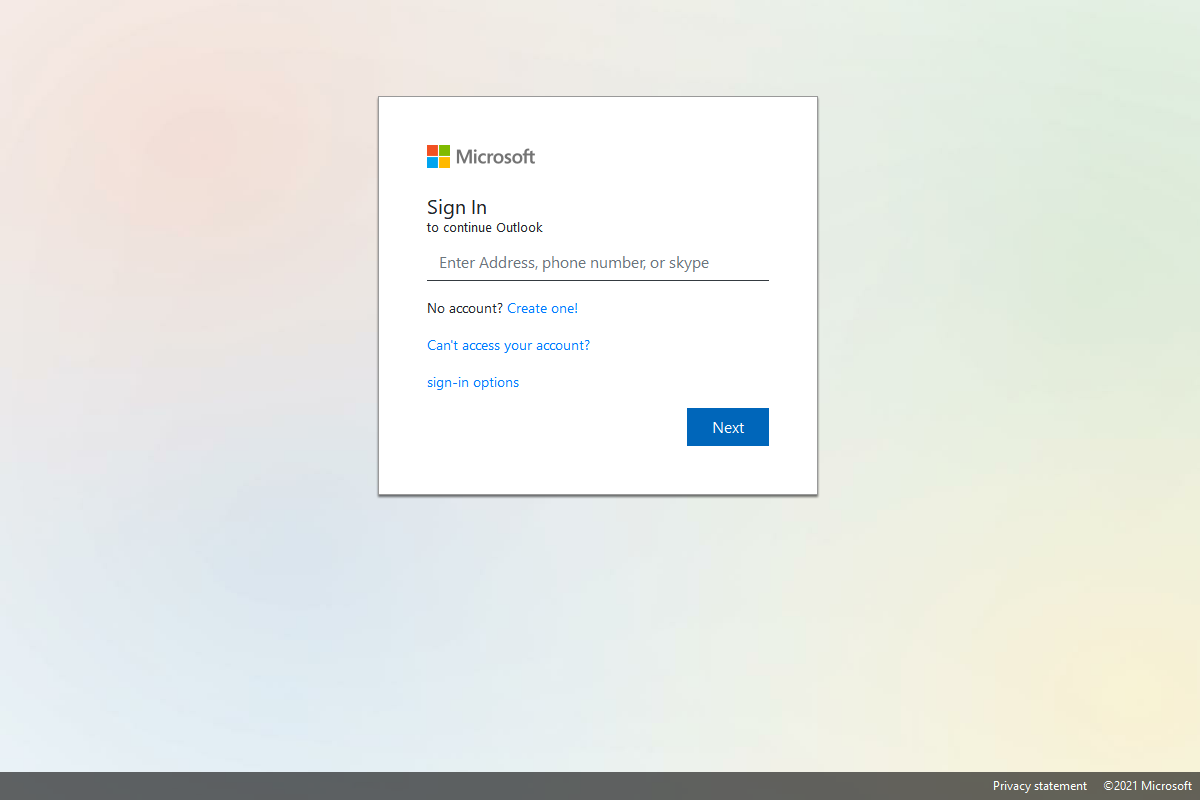 Microsoft
Sign In
to continue Outlook
Enter Address, phone number, or skype
No account? Create one!
Can't access your account?
sign-in options
Next
Privacy statement ©2021 Microsoft